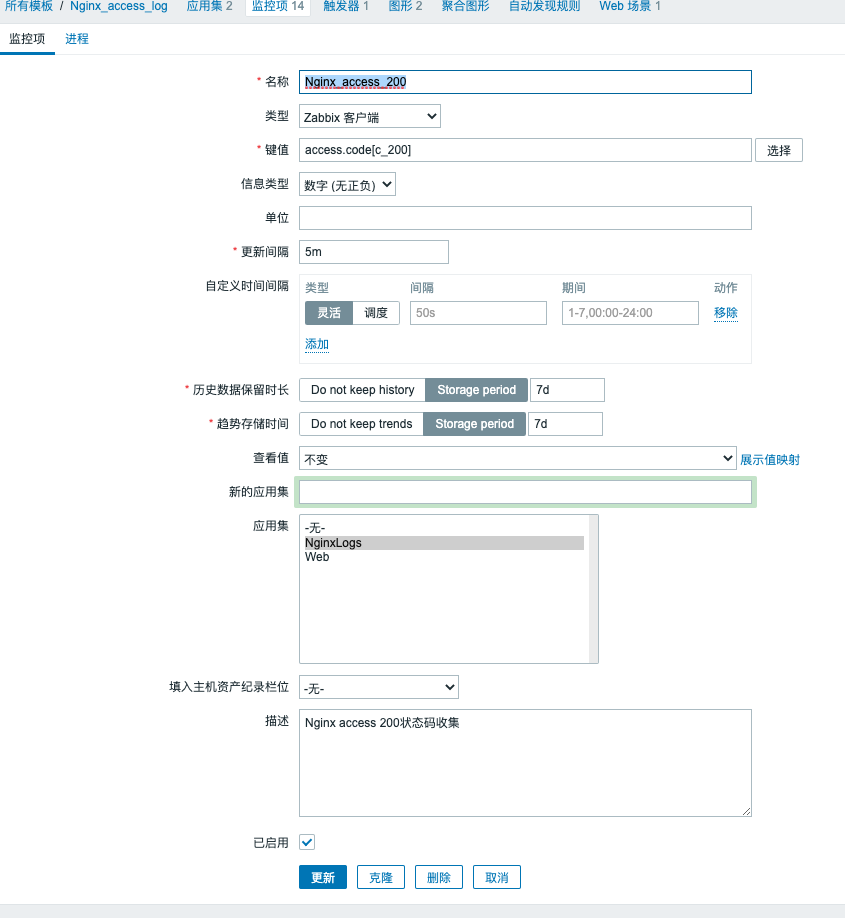 所有模板 / Nginx_access_log 应用集 2 监控项 14 触发器 1 图形 2 聚合图形 自动发现规则 Web 场景 1
监控项 进程
* 名称 Nginx_access_200
类型 Zabbix 客户端
* 键值 access.code[c_200] 选择
信息类型 数字 (无正负)
单位
* 更新间隔 5m
自定义时间间隔 类型 间隔 期间 动作
灵活 调度 50s 1-7,00:00-24:00 移除
添加
* 历史数据保留时长 Do not keep history Storage period 7d
* 趋势存储时间 Do not keep trends Storage period 7d
查看值 不变 展示值映射
新的应用集
应用集 -无-
NginxLogs
Web
填入主机资产纪录栏位 -无-
描述 Nginx access 200状态码收集
已启用
更新 克隆 删除 取消